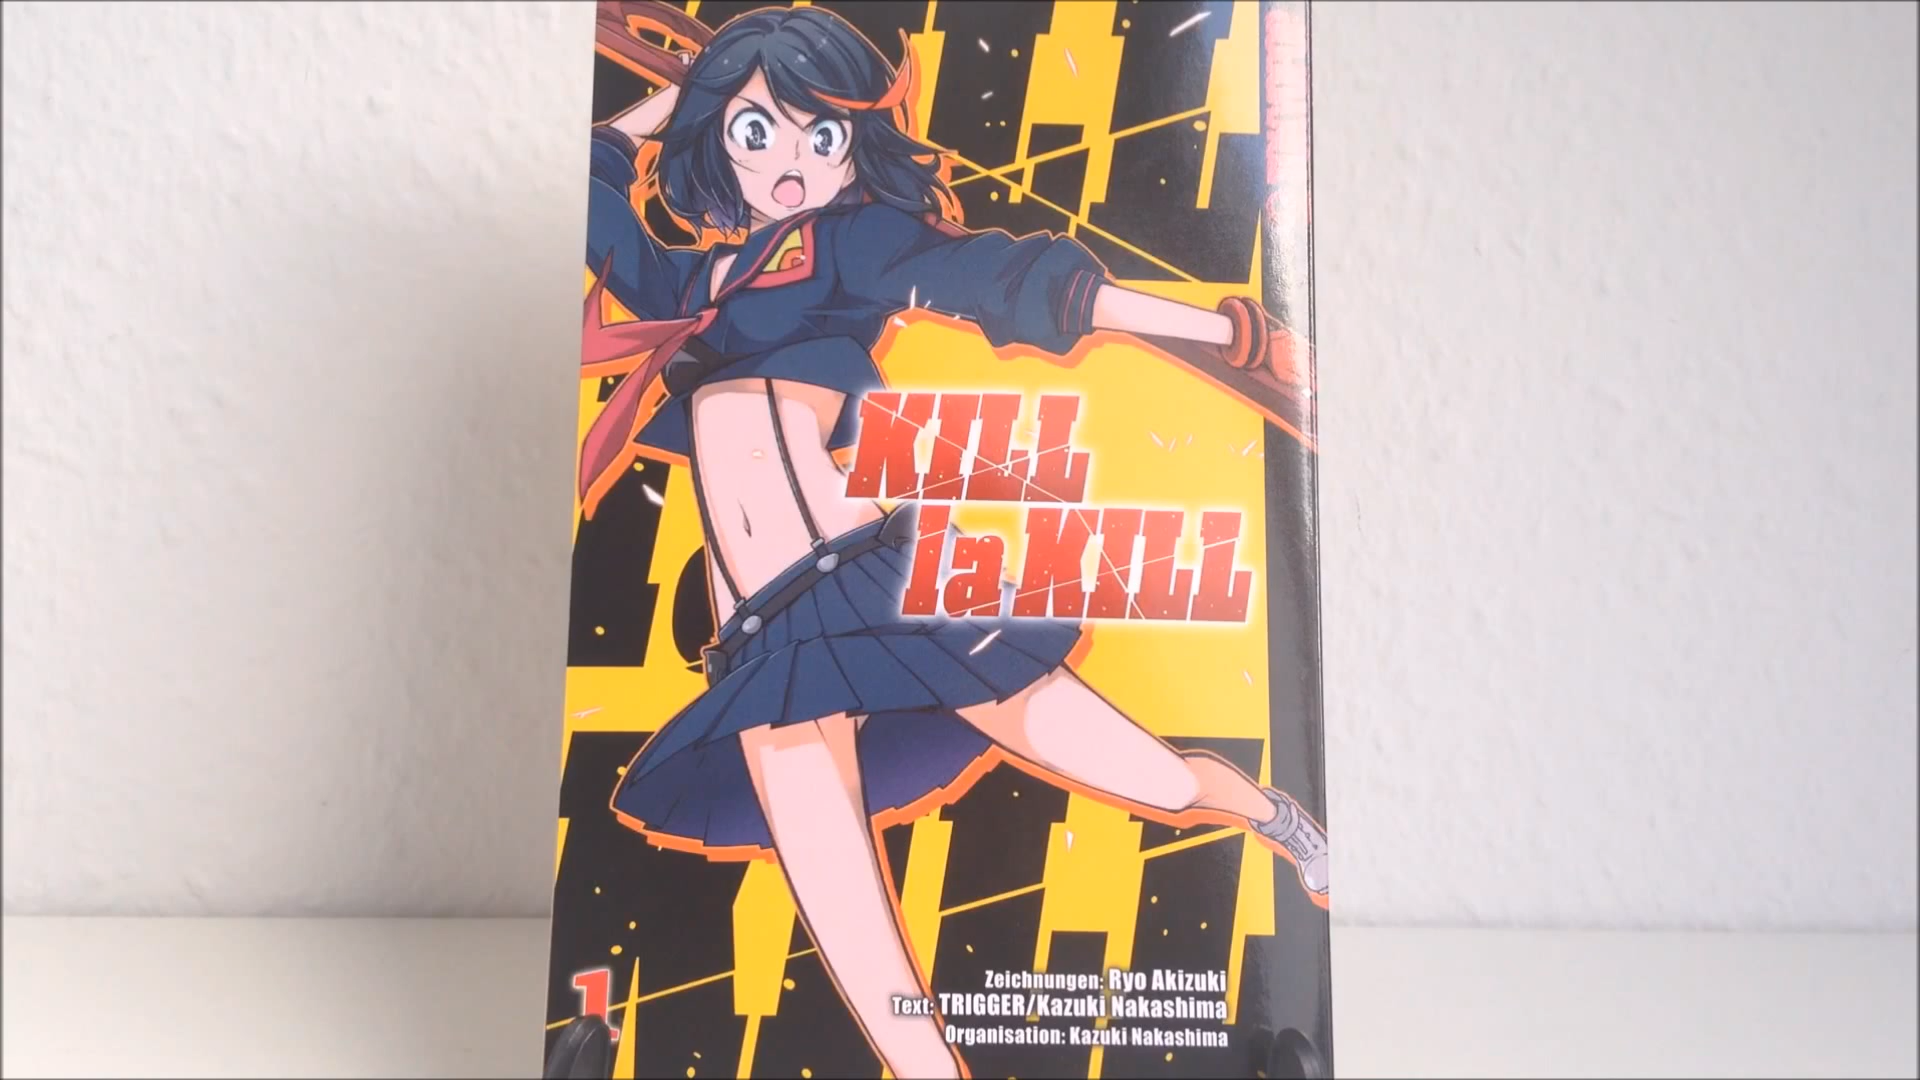 KILL
la KILL
1
Zeichnungen: Ryo Akizuki
Text: TRIGGER/Kazuki Nakashima
Organisation: Kazuki Nakashima